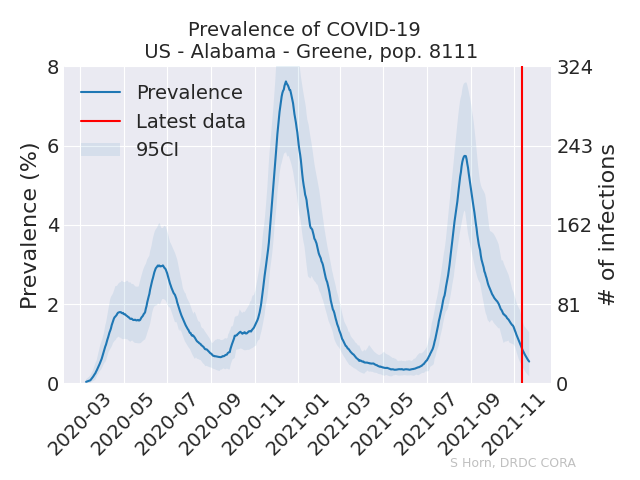 Prevalence of COVID-19
US - Alabama - Greene, pop. 8111
Prevalence
Latest data
95CI
Prevalence (%)
8
6
4
2
0
324
243
162
81
0
# of infections
2020-03
2020-05
2020-07
2020-09
2020-11
2021-01
2021-03
2021-05
2021-07
2021-09
2021-11
S Horn, DRDC CORA